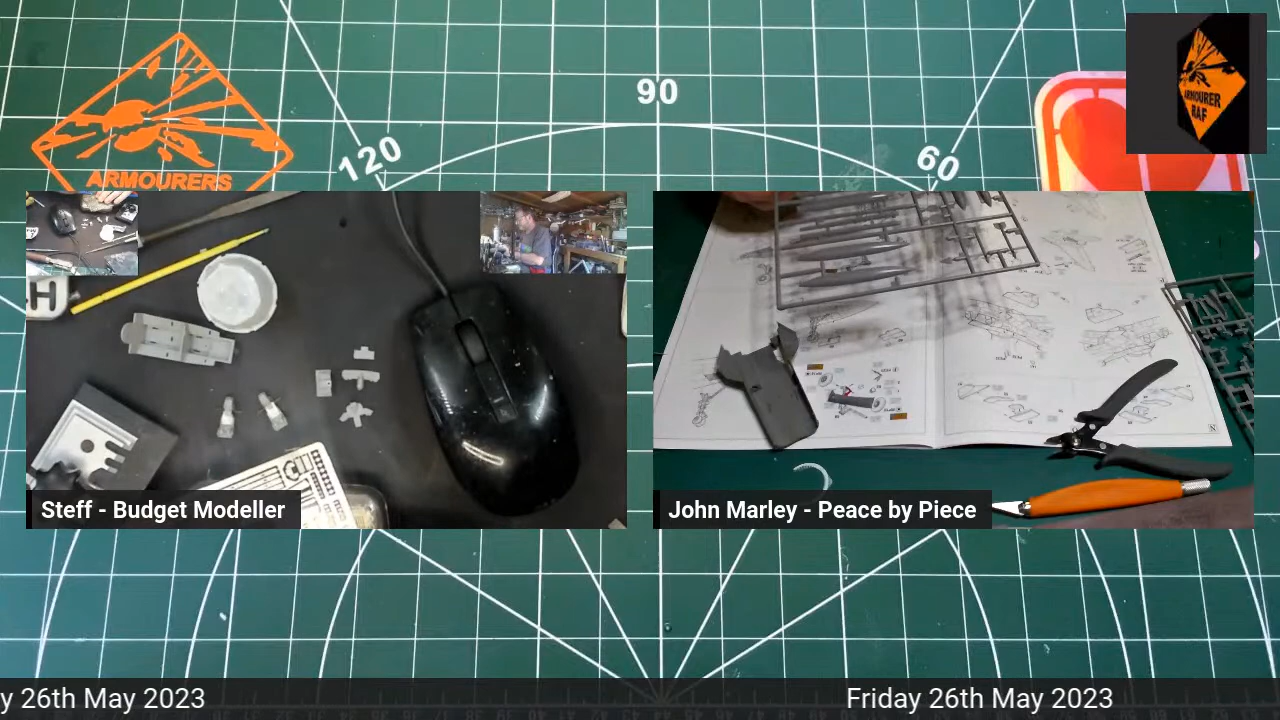 90
120
60
ARMOURERS
ARMOURER
RAF
H
Steff - Budget Modeller
John Marley - Peace by Piece
y 26th May 2023
Friday 26th May 2023